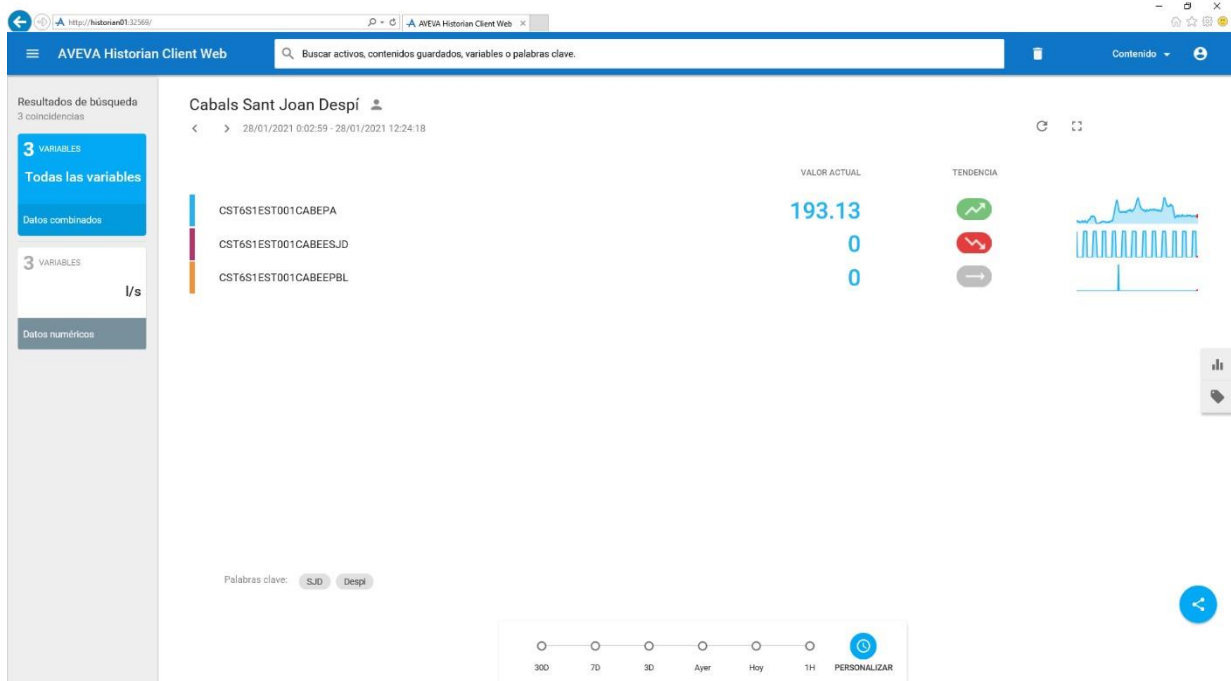 http://historian01:32569/
AVEVA Historian Client Web
AVEVA Historian Client Web
Buscar activos, contenidos guardados, variables o palabras clave.
Contenido
Resultados de búsqueda
3 coincidencias
3 VARIABLES
Todas las variables
Datos combinados
3 VARIABLES
l/s
Datos numéricos
Cabals Sant Joan Despí
28/01/2021 0:02:59 - 28/01/2021 12:24:18
VALOR ACTUAL TENDENCIA
CST6S1EST001CABEPA 193.13
CST6S1EST001CABEESJD 0
CST6S1EST001CABEEPBL 0
Palabras clave: SJD Despí
30D 7D 3D Ayer Hoy 1H PERSONALIZAR